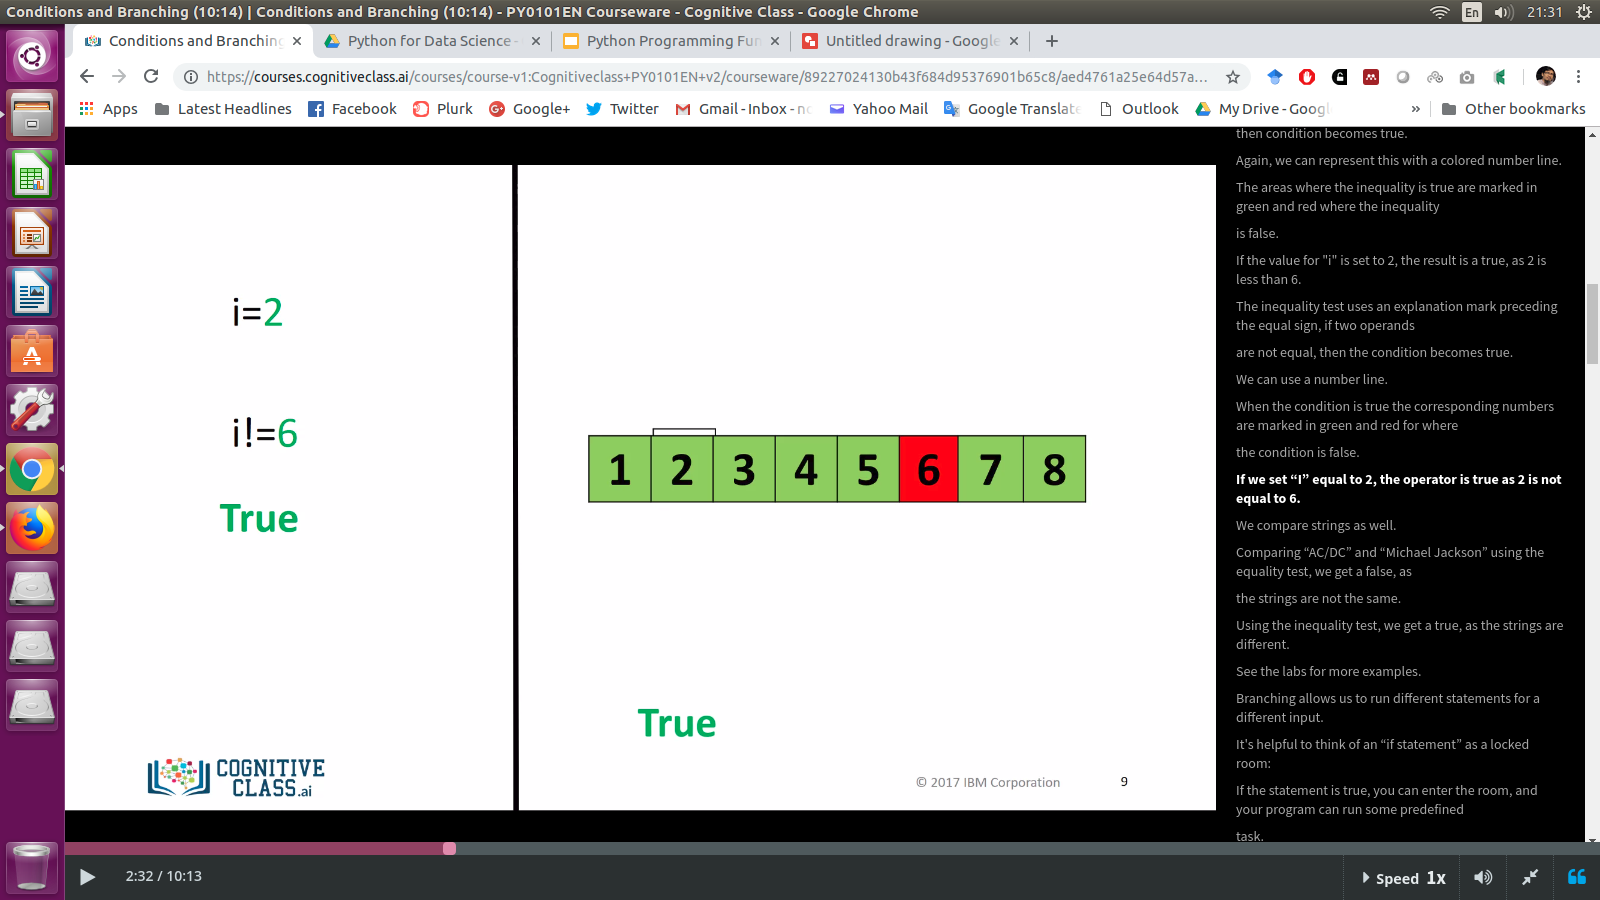 Conditions and Branching (10:14) | Conditions and Branching (10:14) - PY0101EN Courseware - Cognitive Class - Google Chrome
En
21:31
Conditions and Branching
Python for Data Science -
Python Programming Fun
Untitled drawing - Google
https://courses.cognitiveclass.ai/courses/course-v1:Cognitiveclass+PY0101EN+v2/courseware/89227024130b43f684d95376901b65c8/aed4761a25e64d57a...
Apps
Latest Headlines
Facebook
Plurk
Google+
Twitter
Gmail - Inbox - no
Yahoo Mail
Google Translate
Outlook
My Drive - Googl
»
Other bookmarks
i=2
i!=6
True
1 2 3 4 5 6 7 8
True
COGNITIVE
CLASS.ai
© 2017 IBM Corporation
9
then condition becomes true.
Again, we can represent this with a colored number line.
The areas where the inequality is true are marked in
green and red where the inequality
is false.
If the value for "i" is set to 2, the result is a true, as 2 is
less than 6.
The inequality test uses an explanation mark preceding
the equal sign, if two operands
are not equal, then the condition becomes true.
We can use a number line.
When the condition is true the corresponding numbers
are marked in green and red for where
the condition is false.
If we set “I” equal to 2, the operator is true as 2 is not
equal to 6.
We compare strings as well.
Comparing “AC/DC” and “Michael Jackson” using the
equality test, we get a false, as
the strings are not the same.
Using the inequality test, we get a true, as the strings are
different.
See the labs for more examples.
Branching allows us to run different statements for a
different input.
It's helpful to think of an “if statement” as a locked
room:
If the statement is true, you can enter the room, and
your program can run some predefined
task.
2:32 / 10:13
Speed 1x